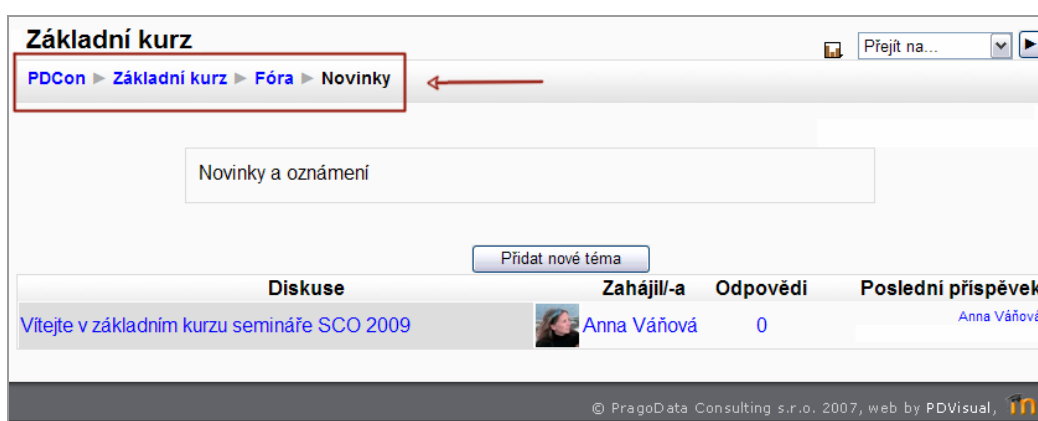 Základní kurz
Přejít na...
PDCon ► Základní kurz ► Fóra ► Novinky
Novinky a oznámení
Přidat nové téma
Diskuse Zahájil/-a Odpovědi Poslední příspěvek
Vítejte v základním kurzu semináře SCO 2009 Anna Váňová 0 Anna Váňová
© PragoData Consulting s.r.o. 2007, web by PDVisual,